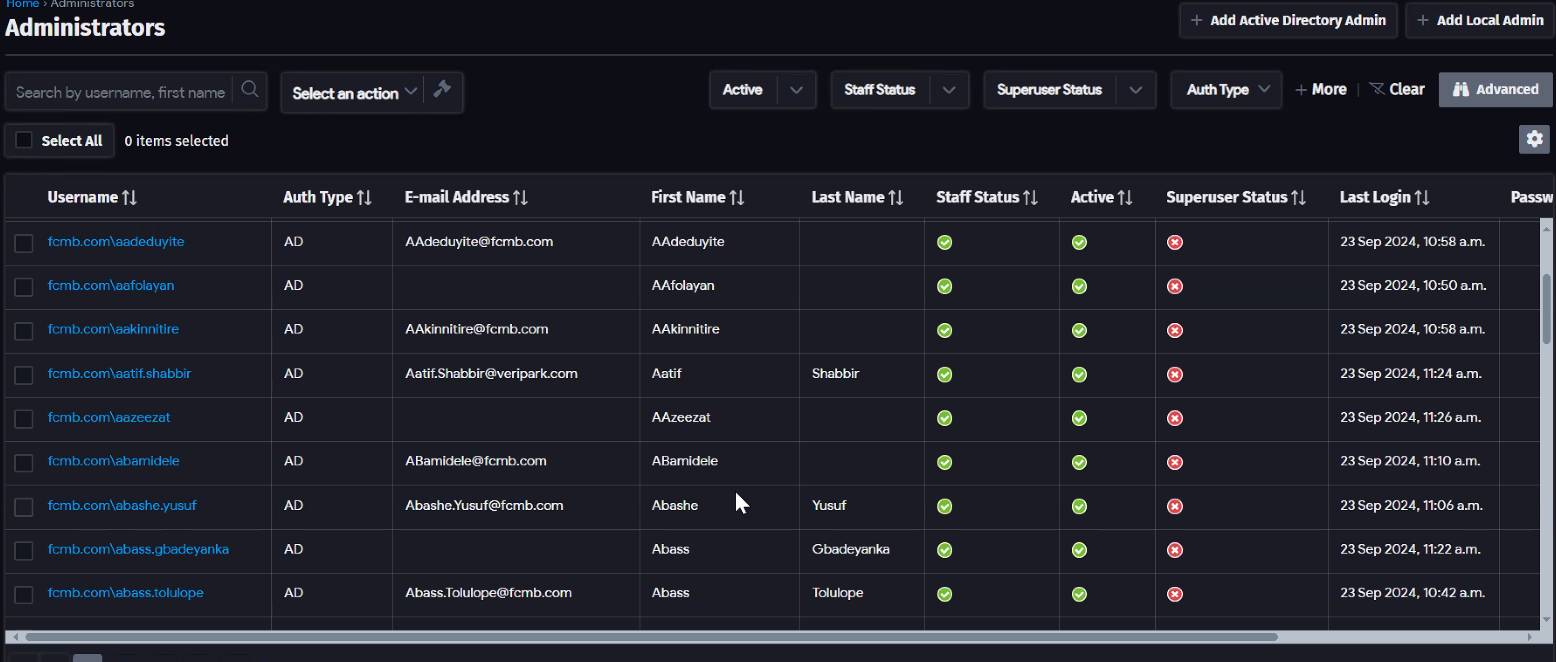 Home › Administrators
Administrators
+ Add Active Directory Admin + Add Local Admin
Search by username, first name Select an action Active Staff Status Superuser Status Auth Type + More | Clear Advanced
Select All 0 items selected
Username Auth Type E-mail Address First Name Last Name Staff Status Active Superuser Status Last Login Passw
fcmb.com\aadeduyite AD AAdeduyite@fcmb.com AAdeduyite 23 Sep 2024, 10:58 a.m.
fcmb.com\aafolayan AD AAfolayan 23 Sep 2024, 10:50 a.m.
fcmb.com\aakinnitire AD AAkinnitire@fcmb.com AAkinnitire 23 Sep 2024, 10:58 a.m.
fcmb.com\aatif.shabbir AD Aatif.Shabbir@veripark.com Aatif Shabbir 23 Sep 2024, 11:24 a.m.
fcmb.com\aazeezat AD AAzeezat 23 Sep 2024, 11:26 a.m.
fcmb.com\abamidele AD ABamidele@fcmb.com ABamidele 23 Sep 2024, 11:10 a.m.
fcmb.com\abashe.yusuf AD Abashe.Yusuf@fcmb.com Abashe Yusuf 23 Sep 2024, 11:06 a.m.
fcmb.com\abass.gbadeyanka AD Abass Gbadeyanka 23 Sep 2024, 11:22 a.m.
fcmb.com\abass.tolulope AD Abass.Tolulope@fcmb.com Abass Tolulope 23 Sep 2024, 10:42 a.m.